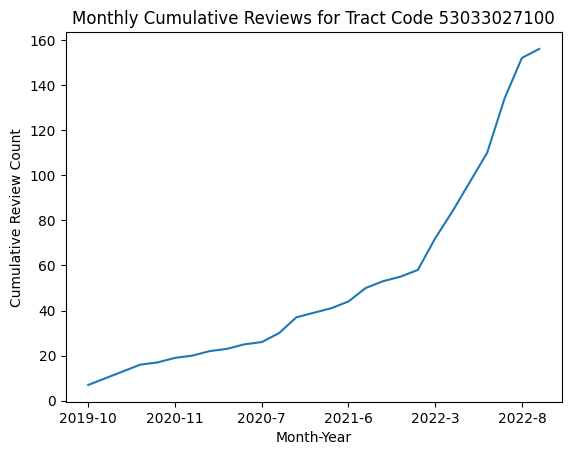 Monthly Cumulative Reviews for Tract Code 53033027100
160
140
120
100
80
60
40
20
0
Cumulative Review Count
2019-10 2020-11 2020-7 2021-6 2022-3 2022-8
Month-Year